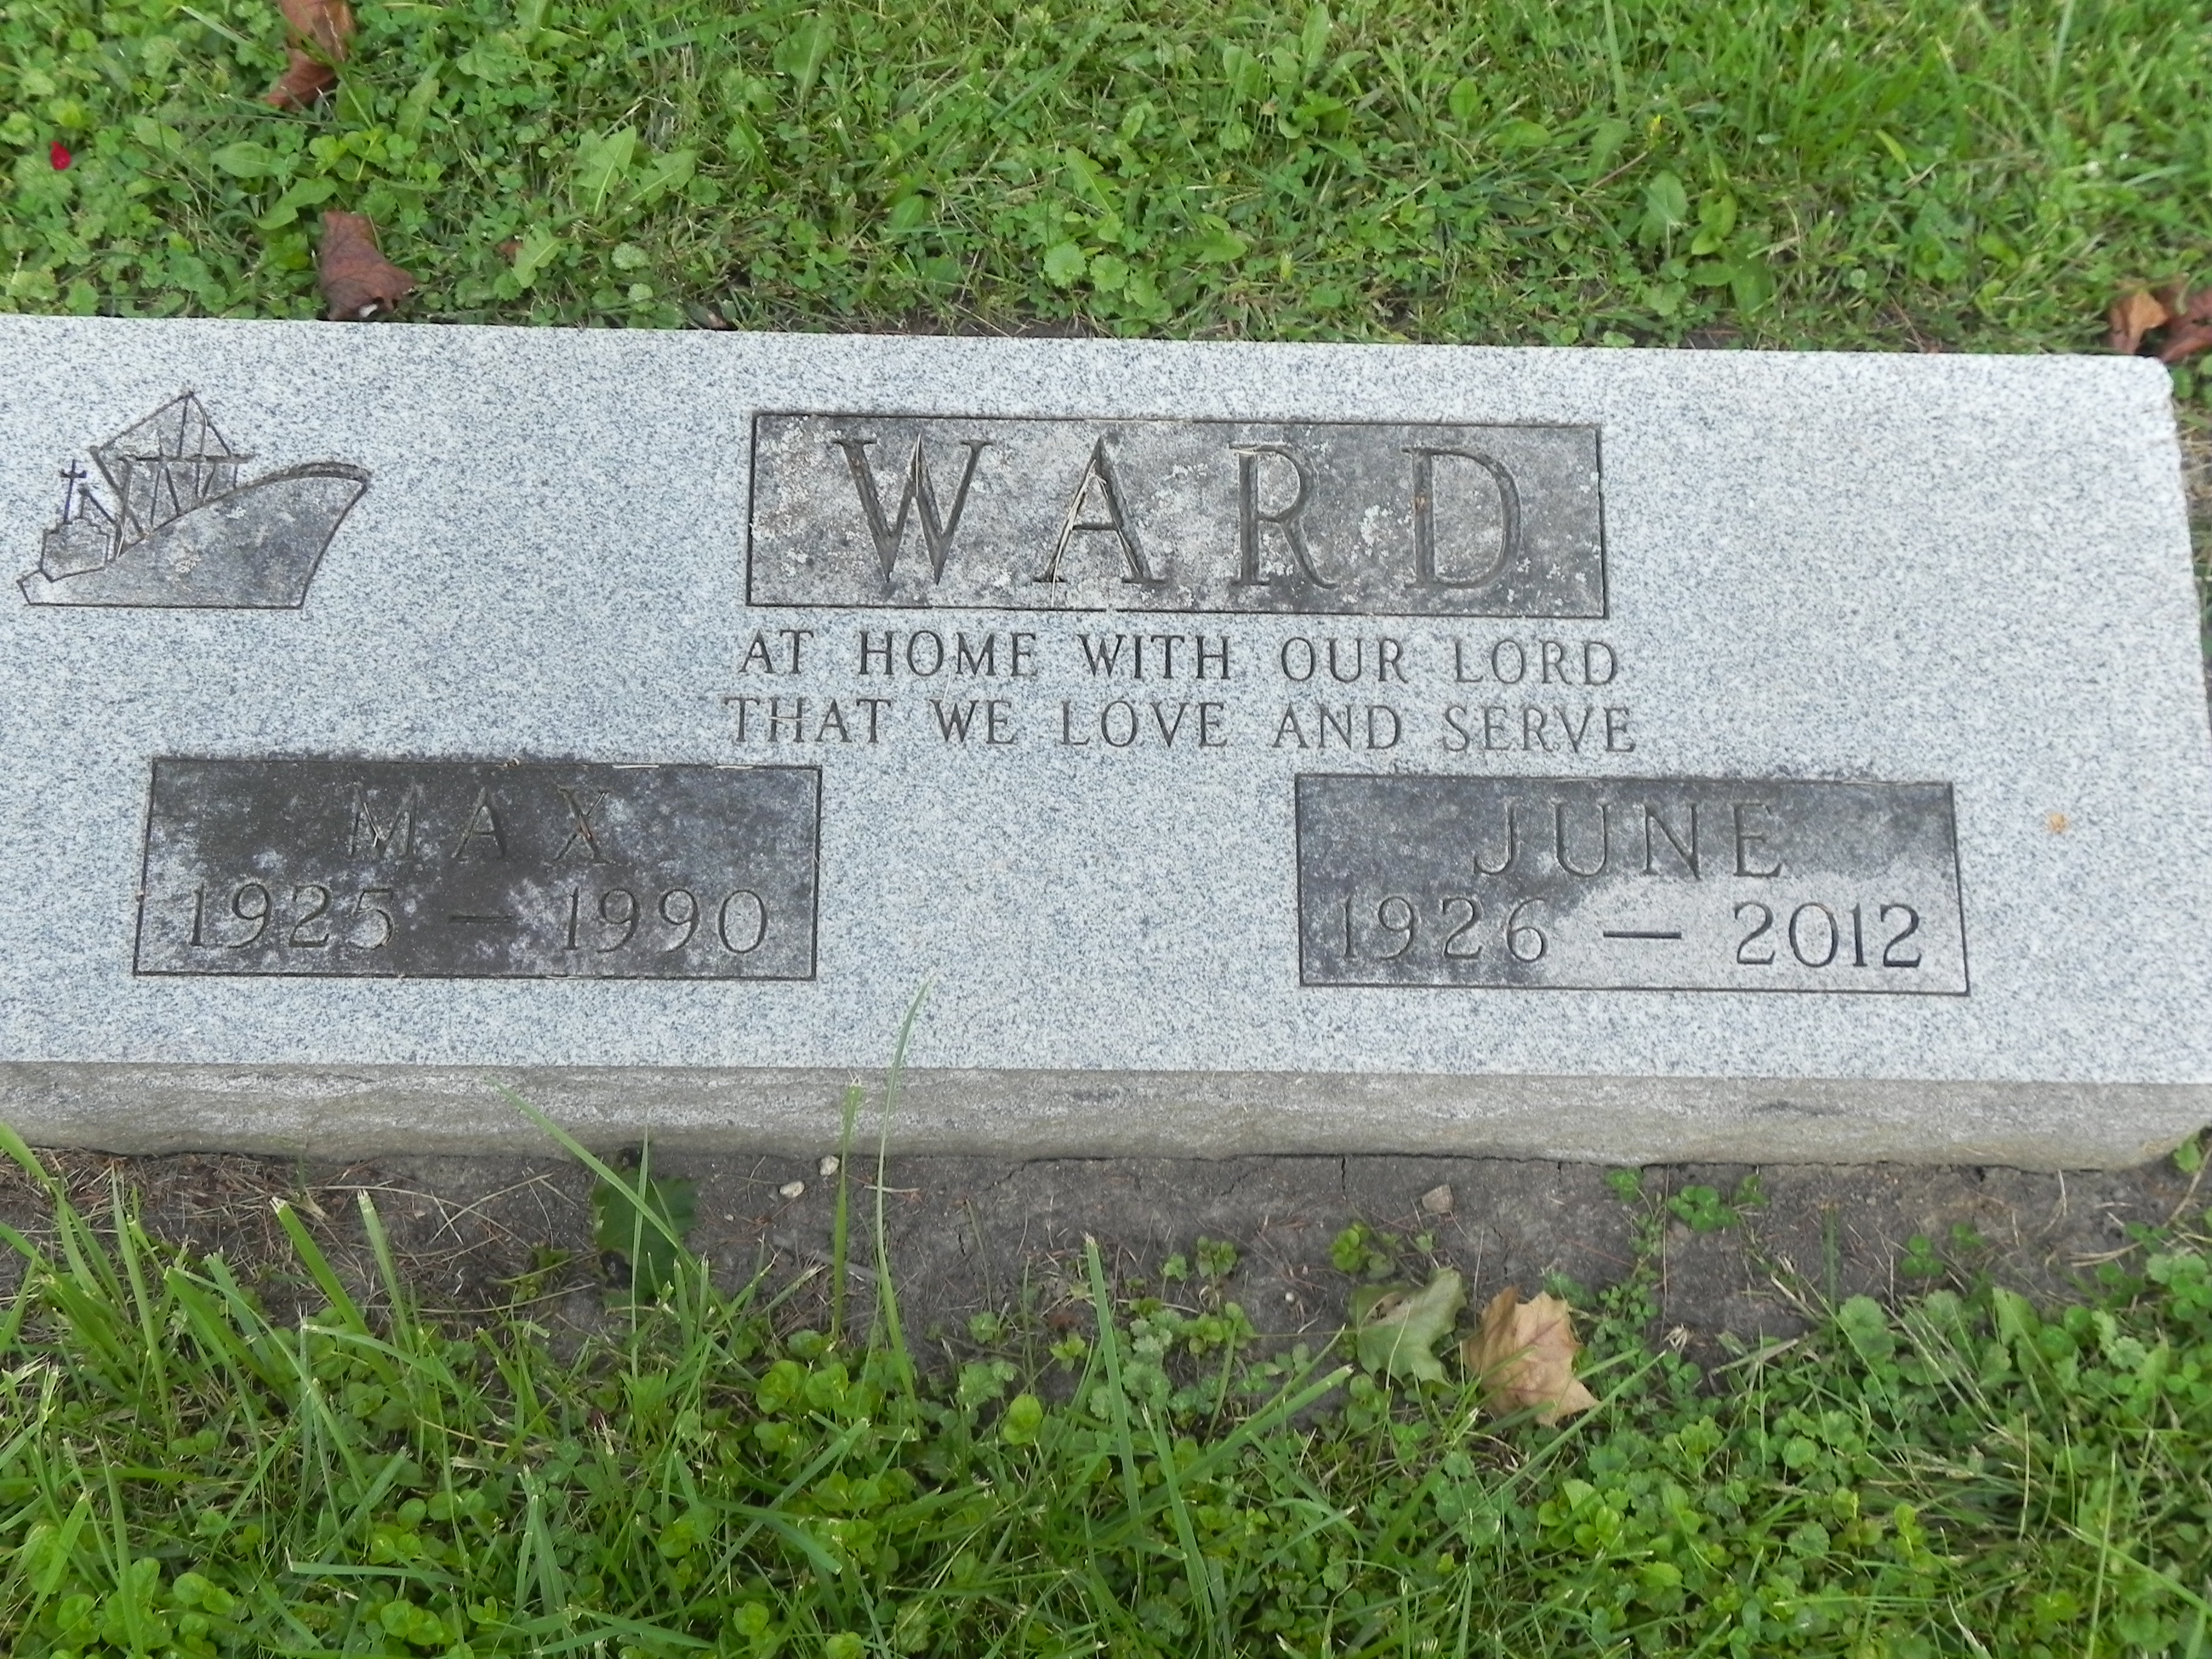 WARD
AT HOME WITH OUR LORD
THAT WE LOVE AND SERVE
MAX
1925 — 1990
JUNE
1926 — 2012